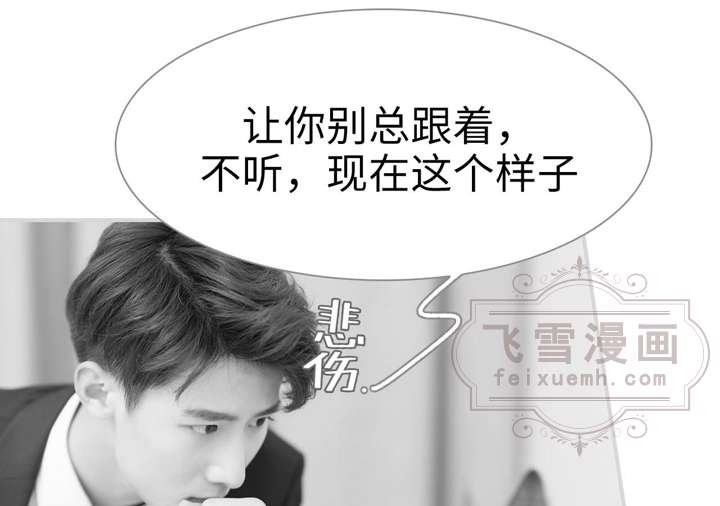 让你别总跟着，
不听，现在这个样子
悲
伤
飞雪漫画
feixuemh.com